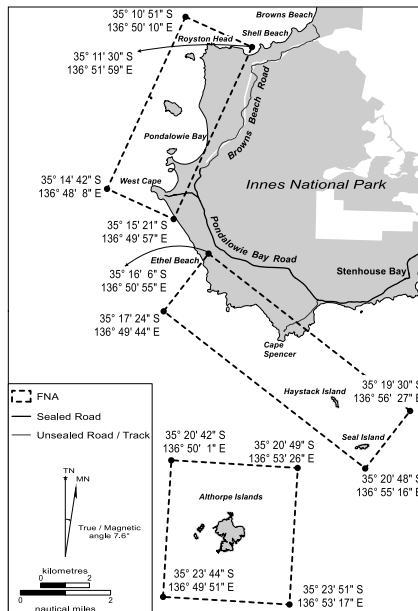 35° 10' 51" S
136° 50' 10" E
Browns Beach
Shell Beach
Royston Head
35° 11' 30" S
136° 51' 59" E
Browns Beach Road
Pondalowie Bay
Innes National Park
West Cape
35° 14' 42" S
136° 48' 8" E
35° 15' 21" S
136° 49' 57" E
Pondalowie Bay Road
Ethel Beach
35° 16' 6" S
136° 50' 55" E
Stenhouse Bay
35° 17' 24" S
136° 49' 44" E
Cape
Spencer
35° 19' 30" S
136° 56' 27" E
Haystack Island
Seal Island
35° 20' 48" S
136° 55' 16" E
35° 20' 42" S
136° 50' 1" E
35° 20' 49" S
136° 53' 26" E
Althorpe Islands
35° 23' 44" S
136° 49' 51" E
35° 23' 51" S
136° 53' 17" E
FNA
Sealed Road
Unsealed Road / Track
TN
MN
True / Magnetic
angle 7.6°
kilometres
2 0 2
0 2
nautical miles